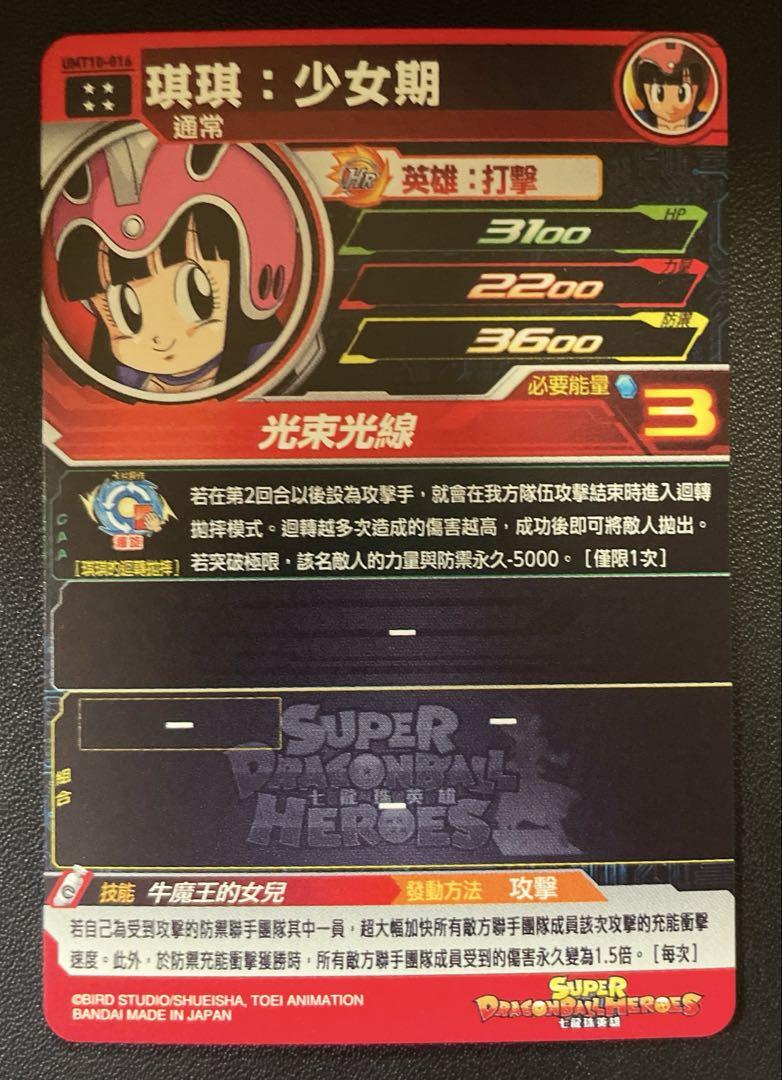 UMT10-016
琪琪：少女期
通常
HR 英雄：打擊
HP
3100
力量
2200
防禦
3600
必要能量 3
光束光線
CAA
爆旋
[琪琪的迴轉拋摔]
若在第2回合以後設為攻擊手，就會在我方隊伍攻擊結束時進入迴轉
拋摔模式。迴轉越多次造成的傷害越高，成功後即可將敵人拋出。
若突破極限，該名敵人的力量與防禦永久-5000。［僅限1次］
–
– –
組合
SUPER
DRAGONBALL
七龍珠英雄
–
HEROES
技能 牛魔王的女兒 發動方法 攻擊
若自己為受到攻擊的防禦聯手團隊其中一員，超大幅加快所有敵方聯手團隊成員該次攻擊的充能衝擊
速度。此外，於防禦充能衝擊獲勝時，所有敵方聯手團隊成員受到的傷害永久變為1.5倍。［每次］
©BIRD STUDIO/SHUEISHA, TOEI ANIMATION
BANDAI MADE IN JAPAN
SUPER
DRAGONBALL HEROES
七龍珠英雄